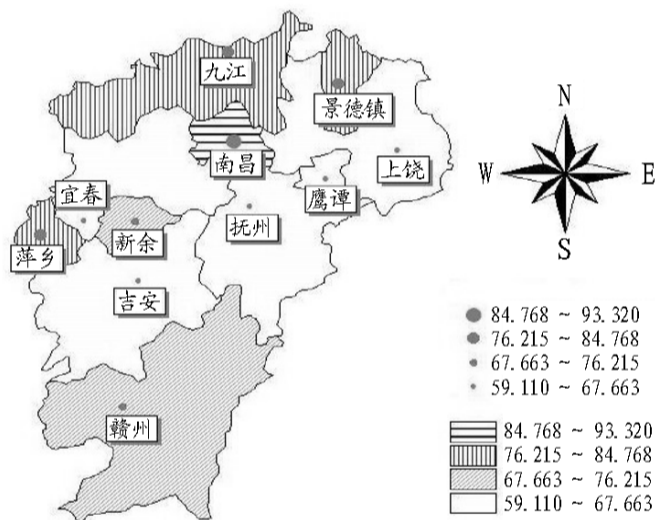 九江
景德镇
南昌
上饶
鹰潭
宜春
抚州
新余
萍乡
吉安
赣州
N
W
E
S
84.768 ~ 93.320
76.215 ~ 84.768
67.663 ~ 76.215
59.110 ~ 67.663
84.768 ~ 93.320
76.215 ~ 84.768
67.663 ~ 76.215
59.110 ~ 67.663